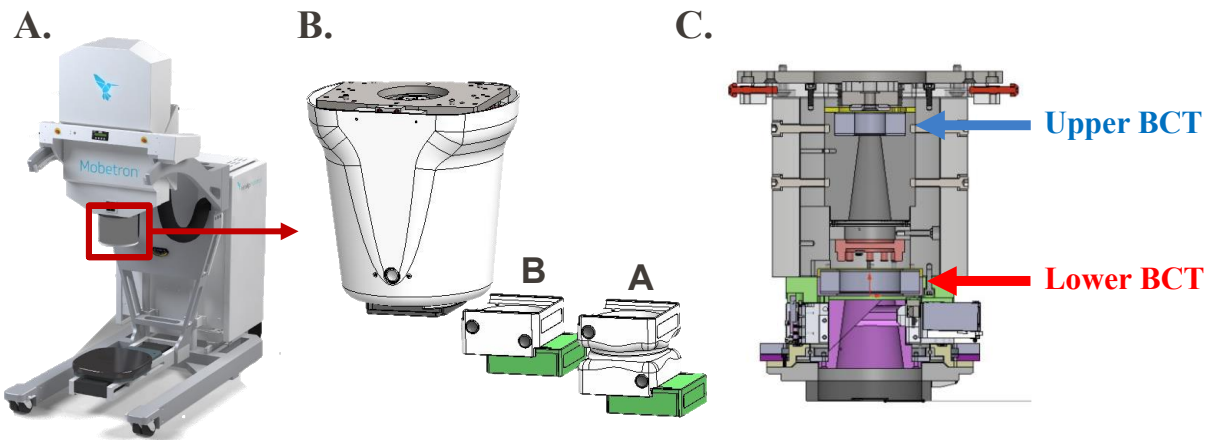 A.
B.
C.
Mobetron
B
A
Upper BCT
Lower BCT